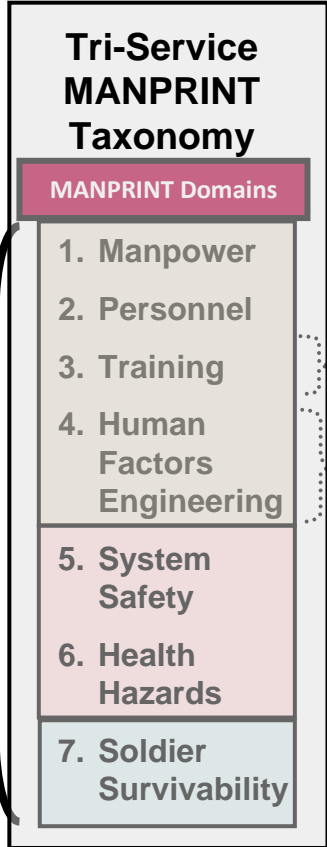 Tri-Service
MANPRINT
Taxonomy
MANPRINT Domains
1. Manpower
2. Personnel
3. Training
4. Human
Factors
Engineering
5. System
Safety
6. Health
Hazards
7. Soldier
Survivability